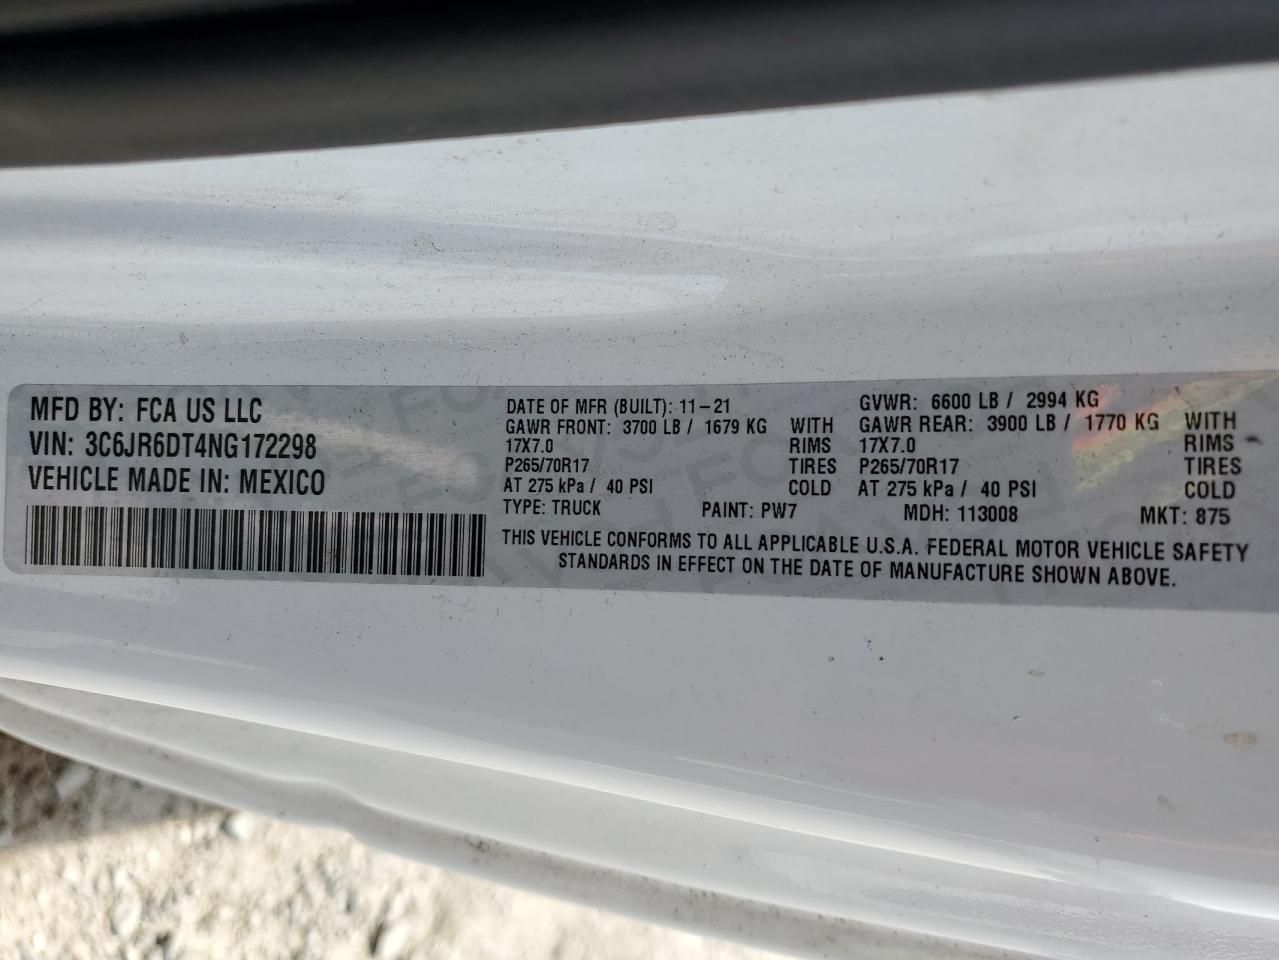 MFD BY: FCA US LLC
VIN: 3C6JR6DT4NG172298
VEHICLE MADE IN: MEXICO
DATE OF MFR (BUILT): 11-21
GAWR FRONT: 3700 LB / 1679 KG WITH
17X7.0 RIMS
P265/70R17 TIRES
AT 275 kPa / 40 PSI COLD
GVWR: 6600 LB / 2994 KG
GAWR REAR: 3900 LB / 1770 KG WITH
17X7.0 RIMS
P265/70R17 TIRES
AT 275 kPa / 40 PSI COLD
TYPE: TRUCK PAINT: PW7 MDH: 113008 MKT: 875
THIS VEHICLE CONFORMS TO ALL APPLICABLE U.S.A. FEDERAL MOTOR VEHICLE SAFETY
STANDARDS IN EFFECT ON THE DATE OF MANUFACTURE SHOWN ABOVE.